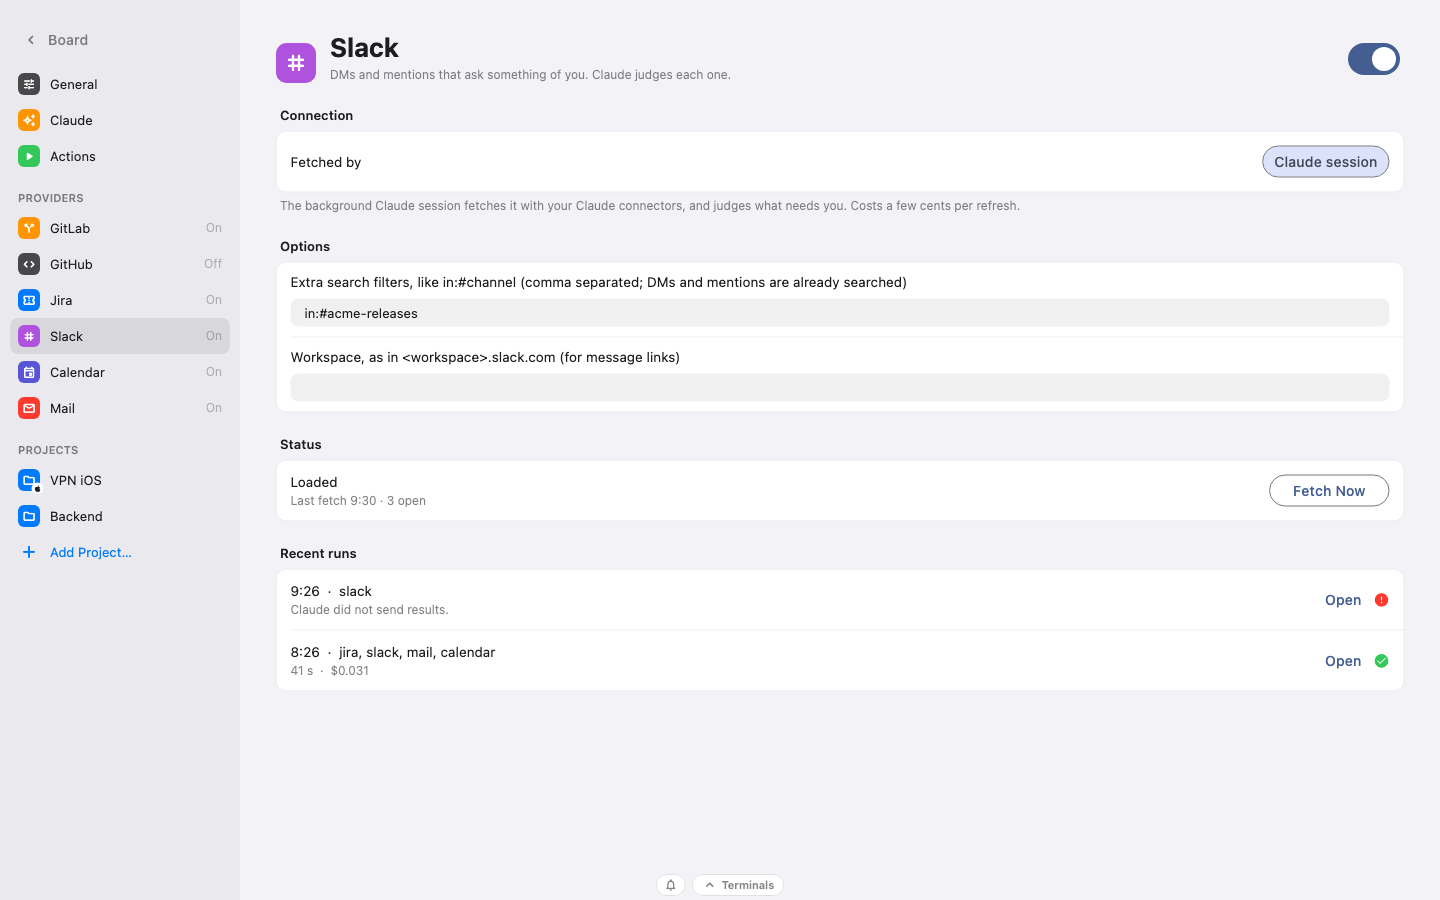 Board
General
Claude
Actions
PROVIDERS
GitLab On
GitHub Off
Jira On
Slack On
Calendar On
Mail On
PROJECTS
VPN iOS
Backend
Add Project...
Slack
DMs and mentions that ask something of you. Claude judges each one.
Connection
Fetched by
Claude session
The background Claude session fetches it with your Claude connectors, and judges what needs you. Costs a few cents per refresh.
Options
Extra search filters, like in:#channel (comma separated; DMs and mentions are already searched)
in:#acme-releases
Workspace, as in <workspace>.slack.com (for message links)
Status
Loaded
Last fetch 9:30 · 3 open
Fetch Now
Recent runs
9:26 · slack
Claude did not send results.
Open
8:26 · jira, slack, mail, calendar
41 s · $0.031
Open
Terminals